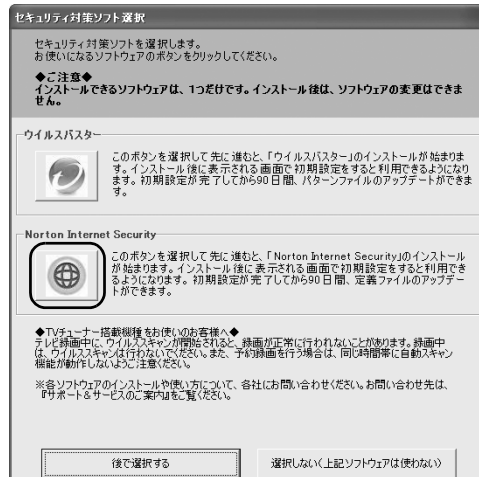 セキュリティ対策ソフト選択
セキュリティ対策ソフトを選択します。
お使いになるソフトウェアのボタンをクリックしてください。
◆ご注意◆
インストールできるソフトウェアは、1つだけです。インストール後は、ソフトウェアの変更はできま
せん。
ウイルスバスター
このボタンを選択して先に進むと、「ウイルスバスター」のインストールが始まりま
す。インストール後に表示される画面で初期設定をすると利用できるようになり
ます。初期設定が完了してから90日間、パターンファイルのアップデートができま
す。
Norton Internet Security
このボタンを選択して先に進むと、「Norton Internet Security」のインストール
が始まります。インストール後に表示される画面で初期設定をすると利用でき
るようになります。初期設定が完了してから90日間、定義ファイルのアップデー
トができます。
◆TVチューナー搭載機種をお使いのお客様へ◆
テレビ録画中に、ウイルススキャンが開始されると、録画が正常に行われないことがあります。録画中
は、ウイルススキャンは行わないでください。また、予約録画を行う場合は、同じ時間帯に自動スキャン
機能が動作しないようご注意ください。
※各ソフトウェアのインストールや使い方について、各社にお問い合わせください。お問い合わせ先は、
『サポート&サービスのご案内』をご覧ください。
後で選択する
選択しない(上記ソフトウェアは使わない)